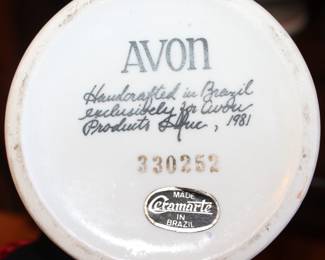 AVON
Handcrafted in Brazil
exclusively for Avon
Products Inc, 1981
330252
MADE
Ceramarte
IN
BRAZIL